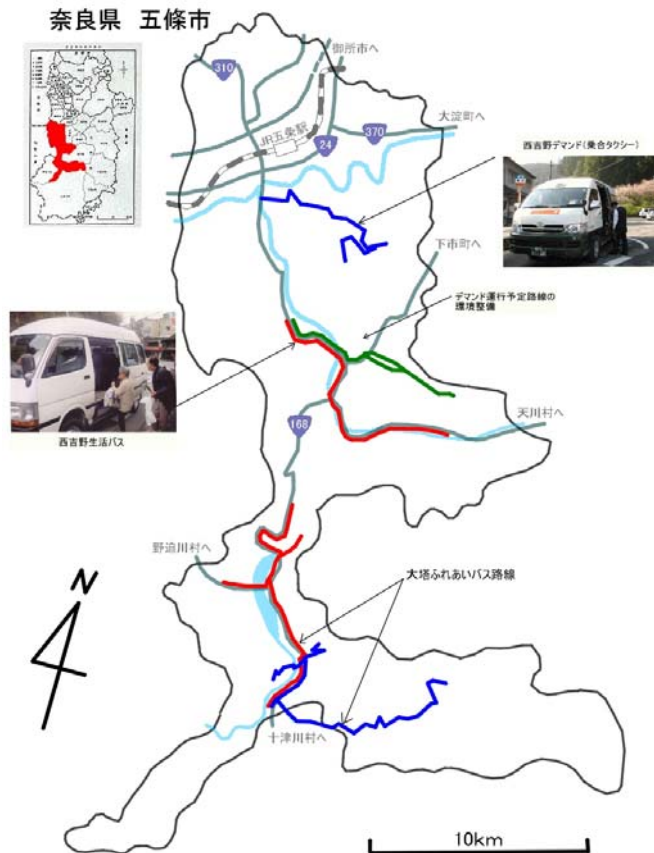 奈良県 五條市
御所市へ
310
大淀町へ
JR五条駅
24
370
西吉野デマンド(乗合タクシー)
下市町へ
デマンド運行予定路線の
環境整備
西吉野生活バス
168
天川村へ
野迫川村へ
大塔ふれあいバス路線
N
十津川村へ
10km